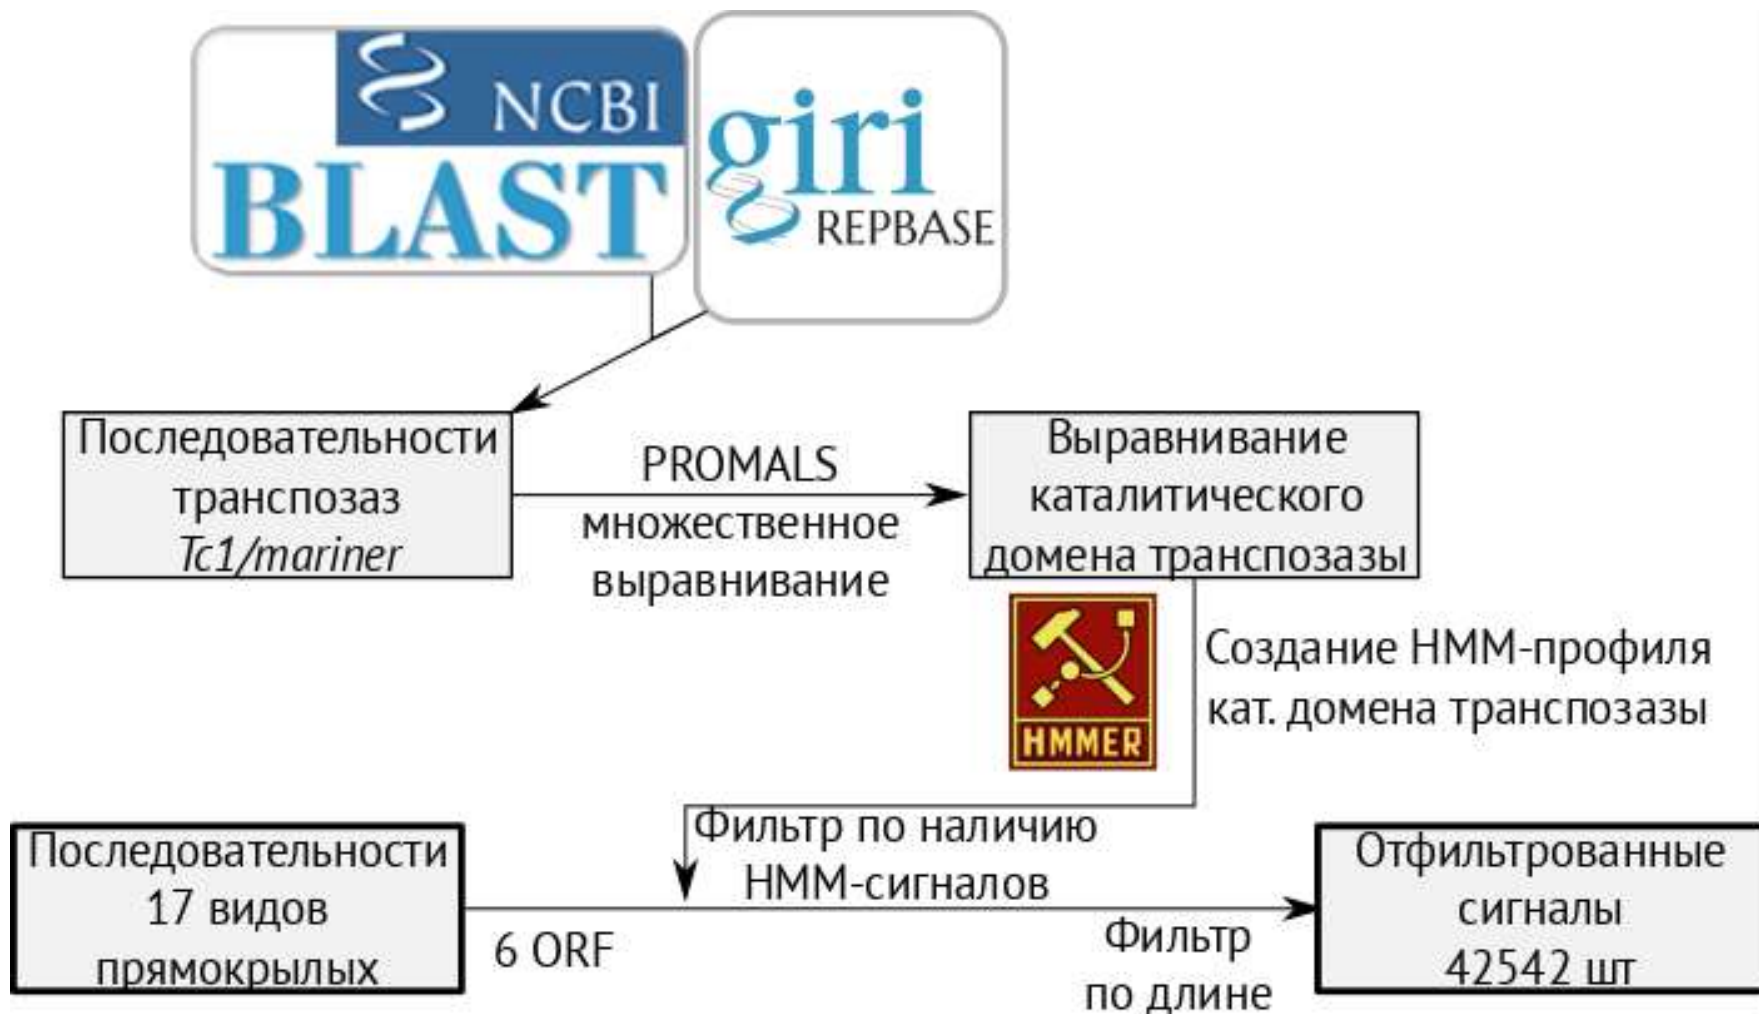 NCBI
BLAST
giri
REPBASE
Последовательности
транспозаз
Tc1/mariner
PROMALS
множественное
выравнивание
Выравнивание
каталитического
домена транспозазы
HMMER
Создание HMM-профиля
кат. домена транспозазы
Последовательности
17 видов
прямокрылых
6 ORF
Фильтр по наличию
HMM-сигналов
Фильтр
по длине
Отфильтрованные
сигналы
42542 шт